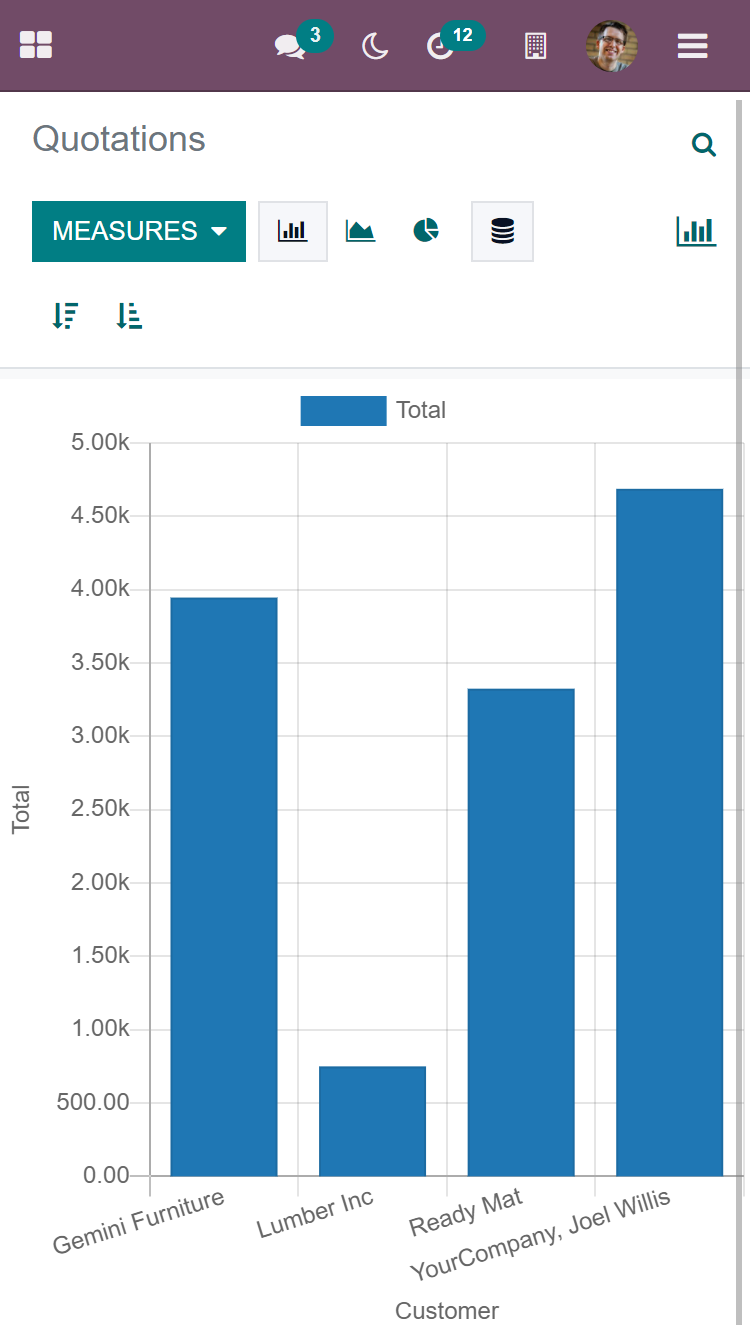 3
12
Quotations
MEASURES
Total
5.00k
4.50k
4.00k
3.50k
3.00k
2.50k
2.00k
1.50k
1.00k
500.00
0.00
Total
Gemini Furniture
Lumber Inc
Ready Mat
YourCompany, Joel Willis
Customer